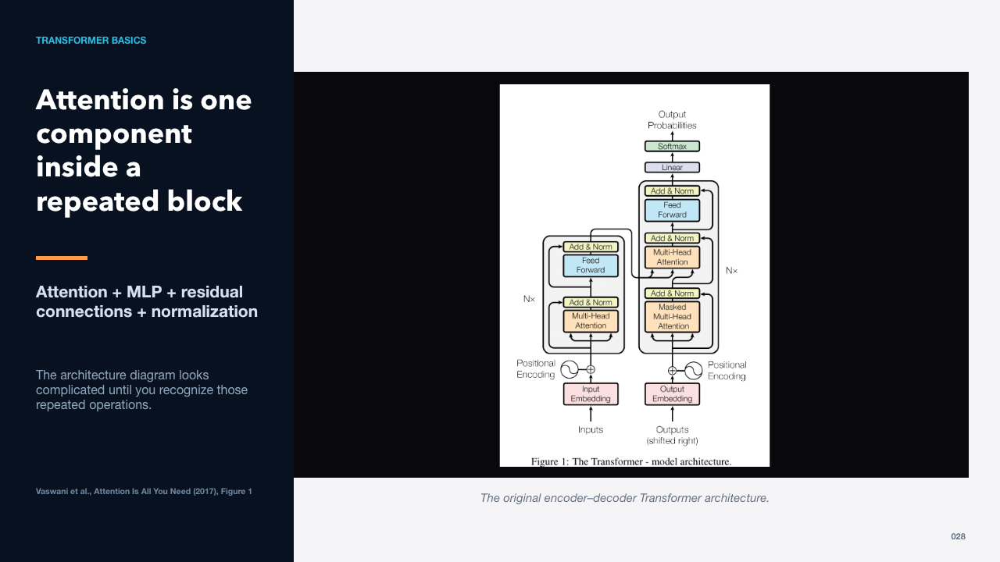 TRANSFORMER BASICS
Attention is one
component
inside a
repeated block
Attention + MLP + residual
connections + normalization
The architecture diagram looks
complicated until you recognize those
repeated operations.
Vaswani et al., Attention Is All You Need (2017), Figure 1
Output
Probabilities
Softmax
Linear
Add & Norm
Feed
Forward
Add & Norm
Multi-Head
Attention
Add & Norm
Masked
Multi-Head
Attention
N×
Add & Norm
Feed
Forward
Add & Norm
Multi-Head
Attention
N×
Positional
Encoding
Positional
Encoding
Input
Embedding
Output
Embedding
Inputs
Outputs
(shifted right)
Figure 1: The Transformer - model architecture.
The original encoder–decoder Transformer architecture.
028